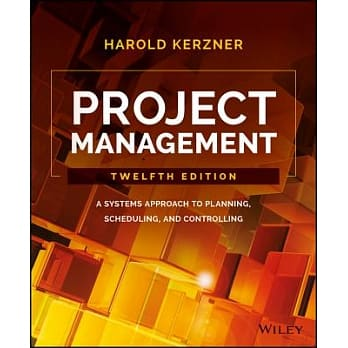 HAROLD KERZNER
PROJECT
MANAGEMENT
TWELFTH EDITION
A SYSTEMS APPROACH TO PLANNING,
SCHEDULING, AND CONTROLLING
WILEY